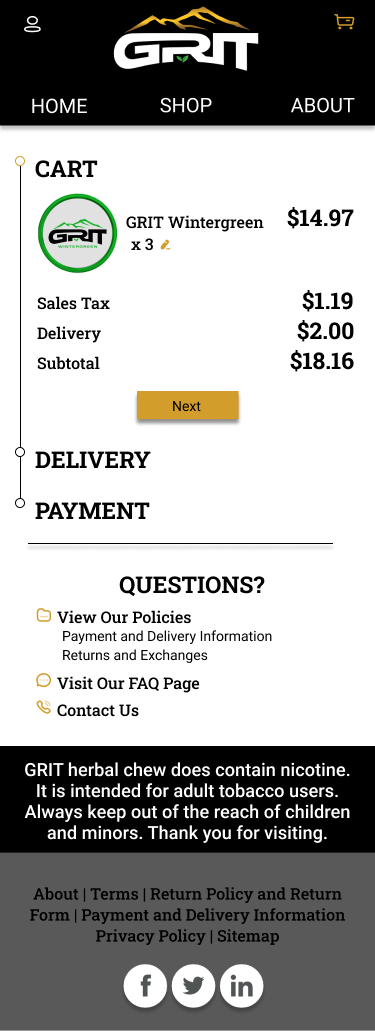 GRIT
HOME SHOP ABOUT
CART
GRIT Wintergreen $14.97
x 3
GRIT
WINTERGREEN
Sales Tax $1.19
Delivery $2.00
Subtotal $18.16
Next
DELIVERY
PAYMENT
QUESTIONS?
View Our Policies
Payment and Delivery Information
Returns and Exchanges
Visit Our FAQ Page
Contact Us
GRIT herbal chew does contain nicotine.
It is intended for adult tobacco users.
Always keep out of the reach of children
and minors. Thank you for visiting.
About | Terms | Return Policy and Return
Form | Payment and Delivery Information
Privacy Policy | Sitemap
f in